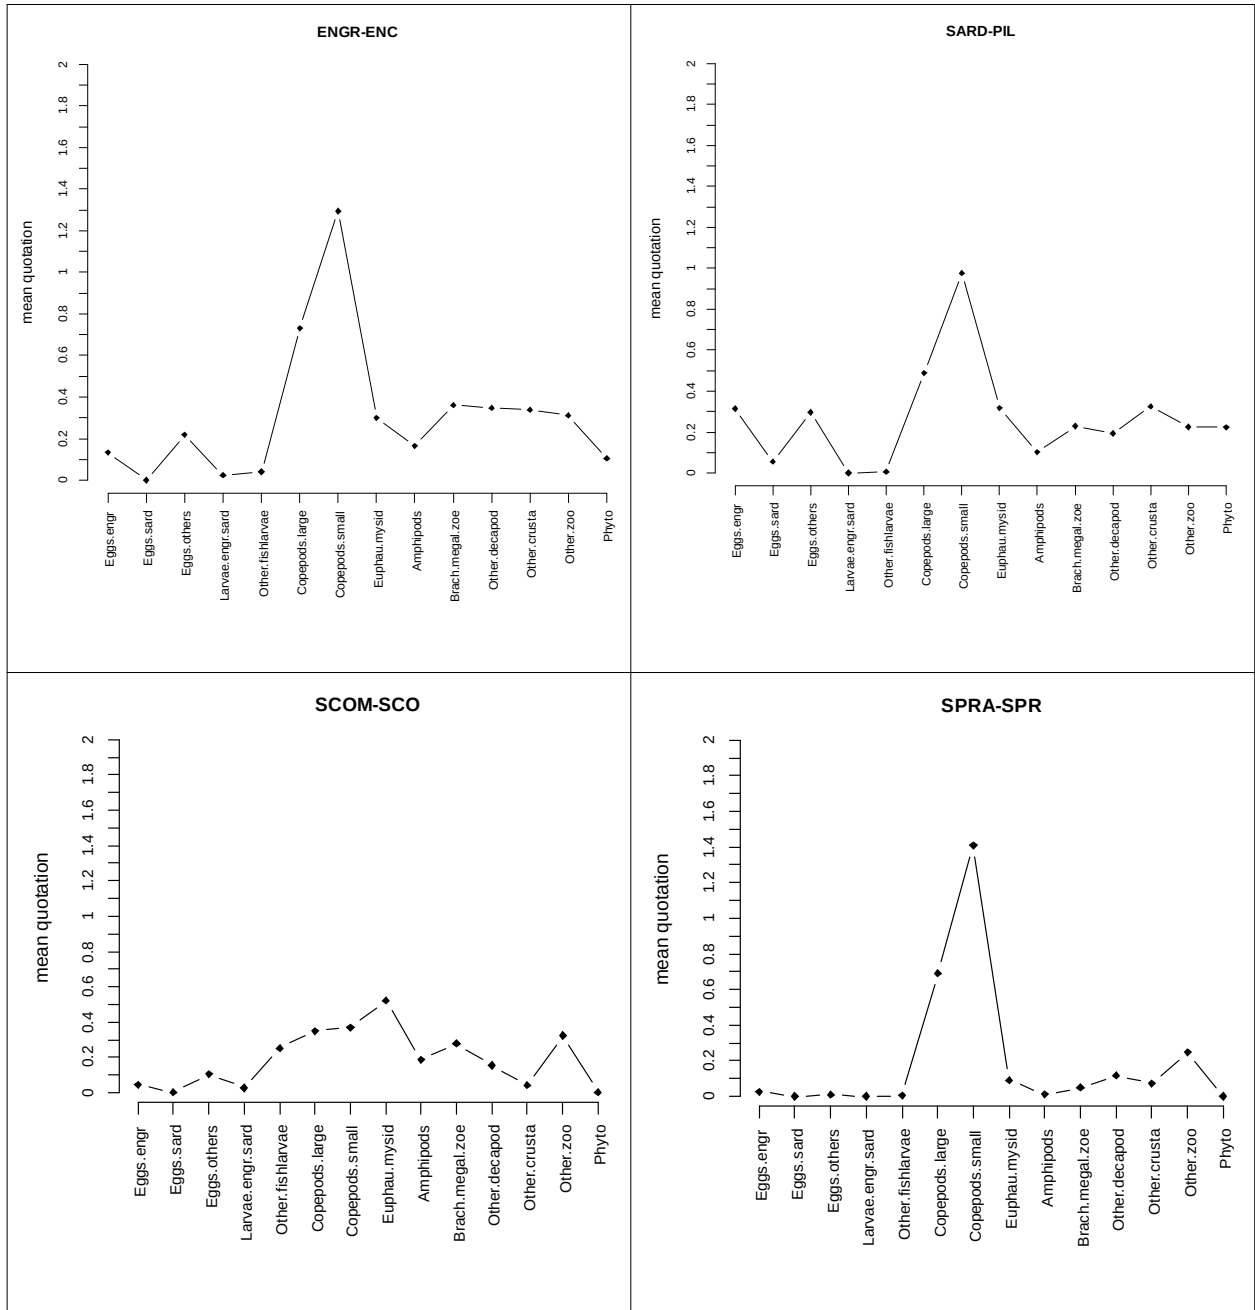 ENGR-ENC
mean quotation
2
1.8
1.6
1.4
1.2
1
0.8
0.6
0.4
0.2
0
Eggs.engr
Eggs.sard
Eggs.others
Larvae.engr.sard
Other.fishlarvae
Copepods.large
Copepods.small
Euphau.mysid
Amphipods
Brach.megal.zoe
Other.decapod
Other.crusta
Other.zoo
Phyto
SARD-PIL
mean quotation
2
1.8
1.6
1.4
1.2
1
0.8
0.6
0.4
0.2
0
Eggs.engr
Eggs.sard
Eggs.others
Larvae.engr.sard
Other.fishlarvae
Copepods.large
Copepods.small
Euphau.mysid
Amphipods
Brach.megal.zoe
Other.decapod
Other.crusta
Other.zoo
Phyto
SCOM-SCO
mean quotation
2
1.8
1.6
1.4
1.2
1
0.8
0.6
0.4
0.2
0
Eggs.engr
Eggs.sard
Eggs.others
Larvae.engr.sard
Other.fishlarvae
Copepods.large
Copepods.small
Euphau.mysid
Amphipods
Brach.megal.zoe
Other.decapod
Other.crusta
Other.zoo
Phyto
SPRA-SPR
mean quotation
2
1.8
1.6
1.4
1.2
1
0.8
0.6
0.4
0.2
0
Eggs.engr
Eggs.sard
Eggs.others
Larvae.engr.sard
Other.fishlarvae
Copepods.large
Copepods.small
Euphau.mysid
Amphipods
Brach.megal.zoe
Other.decapod
Other.crusta
Other.zoo
Phyto